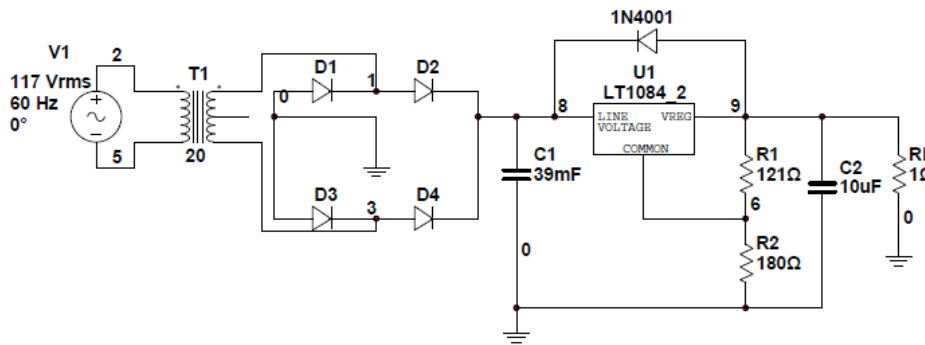 V1
2
117 Vrms
60 Hz
0°
5
T1
20
0
D1
1
D2
D3
3
D4
1N4001
U1
LT1084_2
8
LINE VREG
VOLTAGE
COMMON
9
C1
39mF
0
R1
121Ω
6
R2
180Ω
C2
10uF
1Ω
0